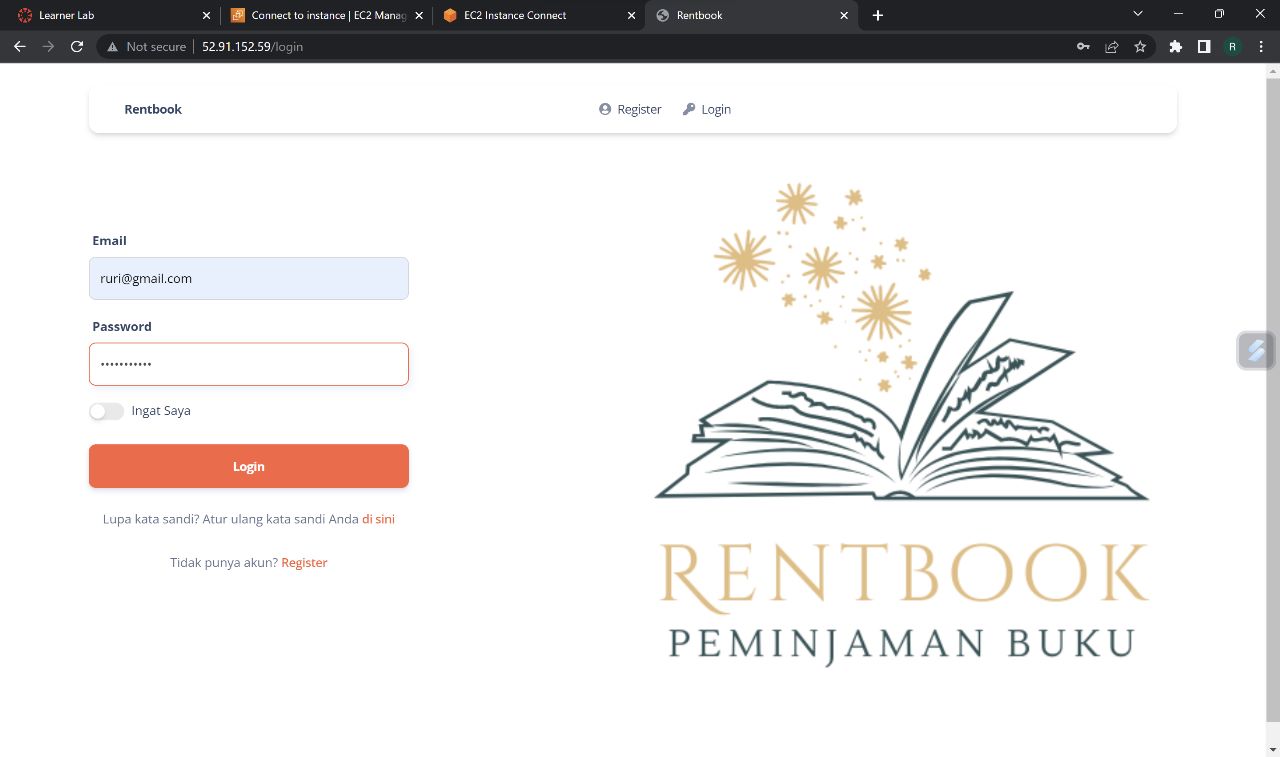 Learner Lab
Connect to instance | EC2 Manag
EC2 Instance Connect
Rentbook
Not secure
52.91.152.59/login
R
Rentbook
Register
Login
Email
ruri@gmail.com
Password
Ingat Saya
Login
Lupa kata sandi? Atur ulang kata sandi Anda di sini
Tidak punya akun? Register
RENTBOOK
PEMINJAMAN BUKU